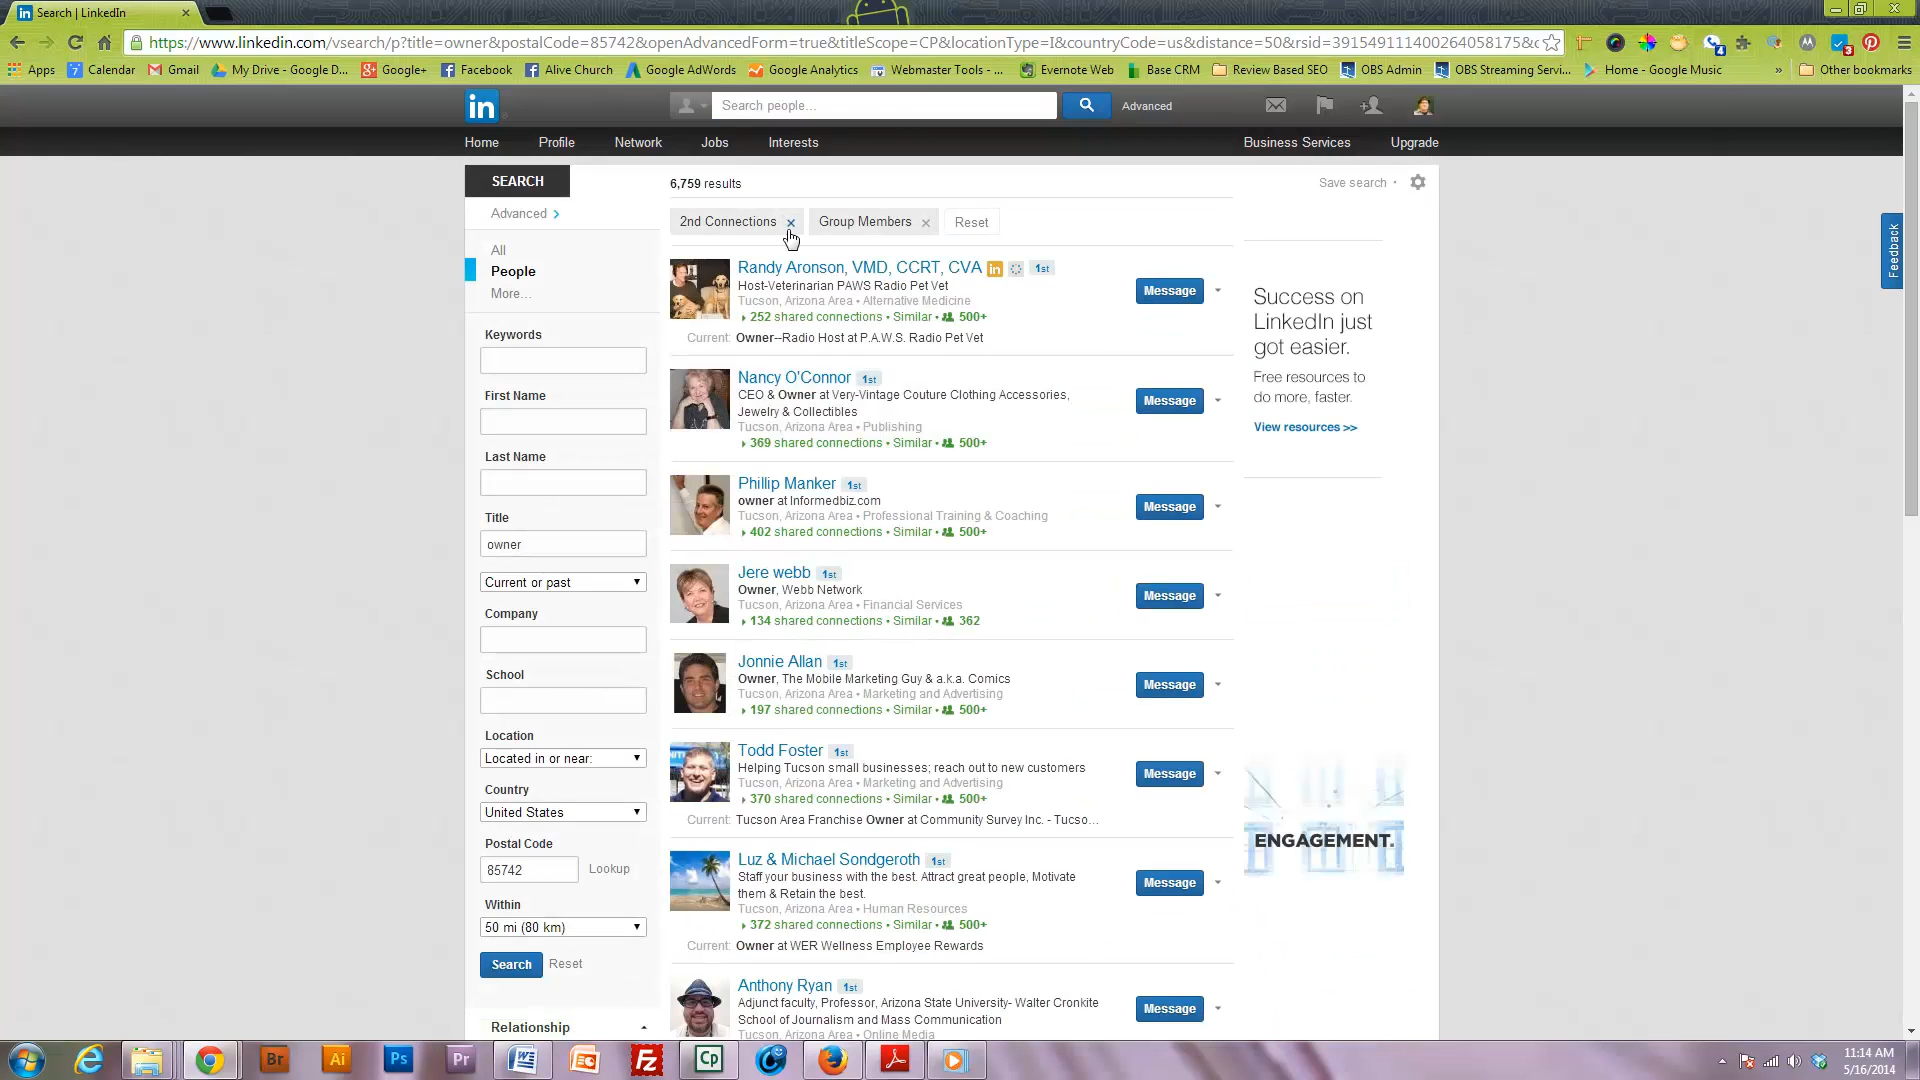 Search | LinkedIn
https://www.linkedin.com/vsearch/p?title=owner&postalCode=85742&openAdvancedForm=true&titleScope=CP&locationType=I&countryCode=us&distance=50&rsid=391549111400264058175&c
Apps Calendar Gmail My Drive - Google D... Google+ Facebook Alive Church Google AdWords Google Analytics Webmaster Tools - ... Evernote Web Base CRM Review Based SEO OBS Admin OBS Streaming Servi... Home - Google Music » Other bookmarks
in Search people... Advanced
Home Profile Network Jobs Interests Business Services Upgrade
SEARCH
Advanced
All
People
More...
Keywords
First Name
Last Name
Title
owner
Current or past
Company
School
Location
Located in or near:
Country
United States
Postal Code
85742 Lookup
Within
50 mi (80 km)
Search Reset
Relationship
6,759 results Save search
2nd Connections × Group Members × Reset
Randy Aronson, VMD, CCRT, CVA in 1st
Host-Veterinarian PAWS Radio Pet Vet
Tucson, Arizona Area • Alternative Medicine
252 shared connections • Similar • 500+
Current: Owner--Radio Host at P.A.W.S. Radio Pet Vet
Message
Nancy O'Connor 1st
CEO & Owner at Very-Vintage Couture Clothing Accessories,
Jewelry & Collectibles
Tucson, Arizona Area • Publishing
369 shared connections • Similar • 500+
Message
Phillip Manker 1st
owner at Informedbiz.com
Tucson, Arizona Area • Professional Training & Coaching
402 shared connections • Similar • 500+
Message
Jere webb 1st
Owner, Webb Network
Tucson, Arizona Area • Financial Services
134 shared connections • Similar • 362
Message
Jonnie Allan 1st
Owner, The Mobile Marketing Guy & a.k.a. Comics
Tucson, Arizona Area • Marketing and Advertising
197 shared connections • Similar • 500+
Message
Todd Foster 1st
Helping Tucson small businesses; reach out to new customers
Tucson, Arizona Area • Marketing and Advertising
370 shared connections • Similar • 500+
Current: Tucson Area Franchise Owner at Community Survey Inc. - Tucso...
Message
Luz & Michael Sondgeroth 1st
Staff your business with the best. Attract great people, Motivate
them & Retain the best.
Tucson, Arizona Area • Human Resources
372 shared connections • Similar • 500+
Current: Owner at WER Wellness Employee Rewards
Message
Anthony Ryan 1st
Adjunct faculty, Professor, Arizona State University- Walter Cronkite
School of Journalism and Mass Communication
Tucson, Arizona Area • Online Media
Message
Success on
LinkedIn just
got easier.
Free resources to
do more, faster.
View resources >>
ENGAGEMENT.
Feedback
Br Ai Ps Pr Fz Cp
11:14 AM
5/16/2014